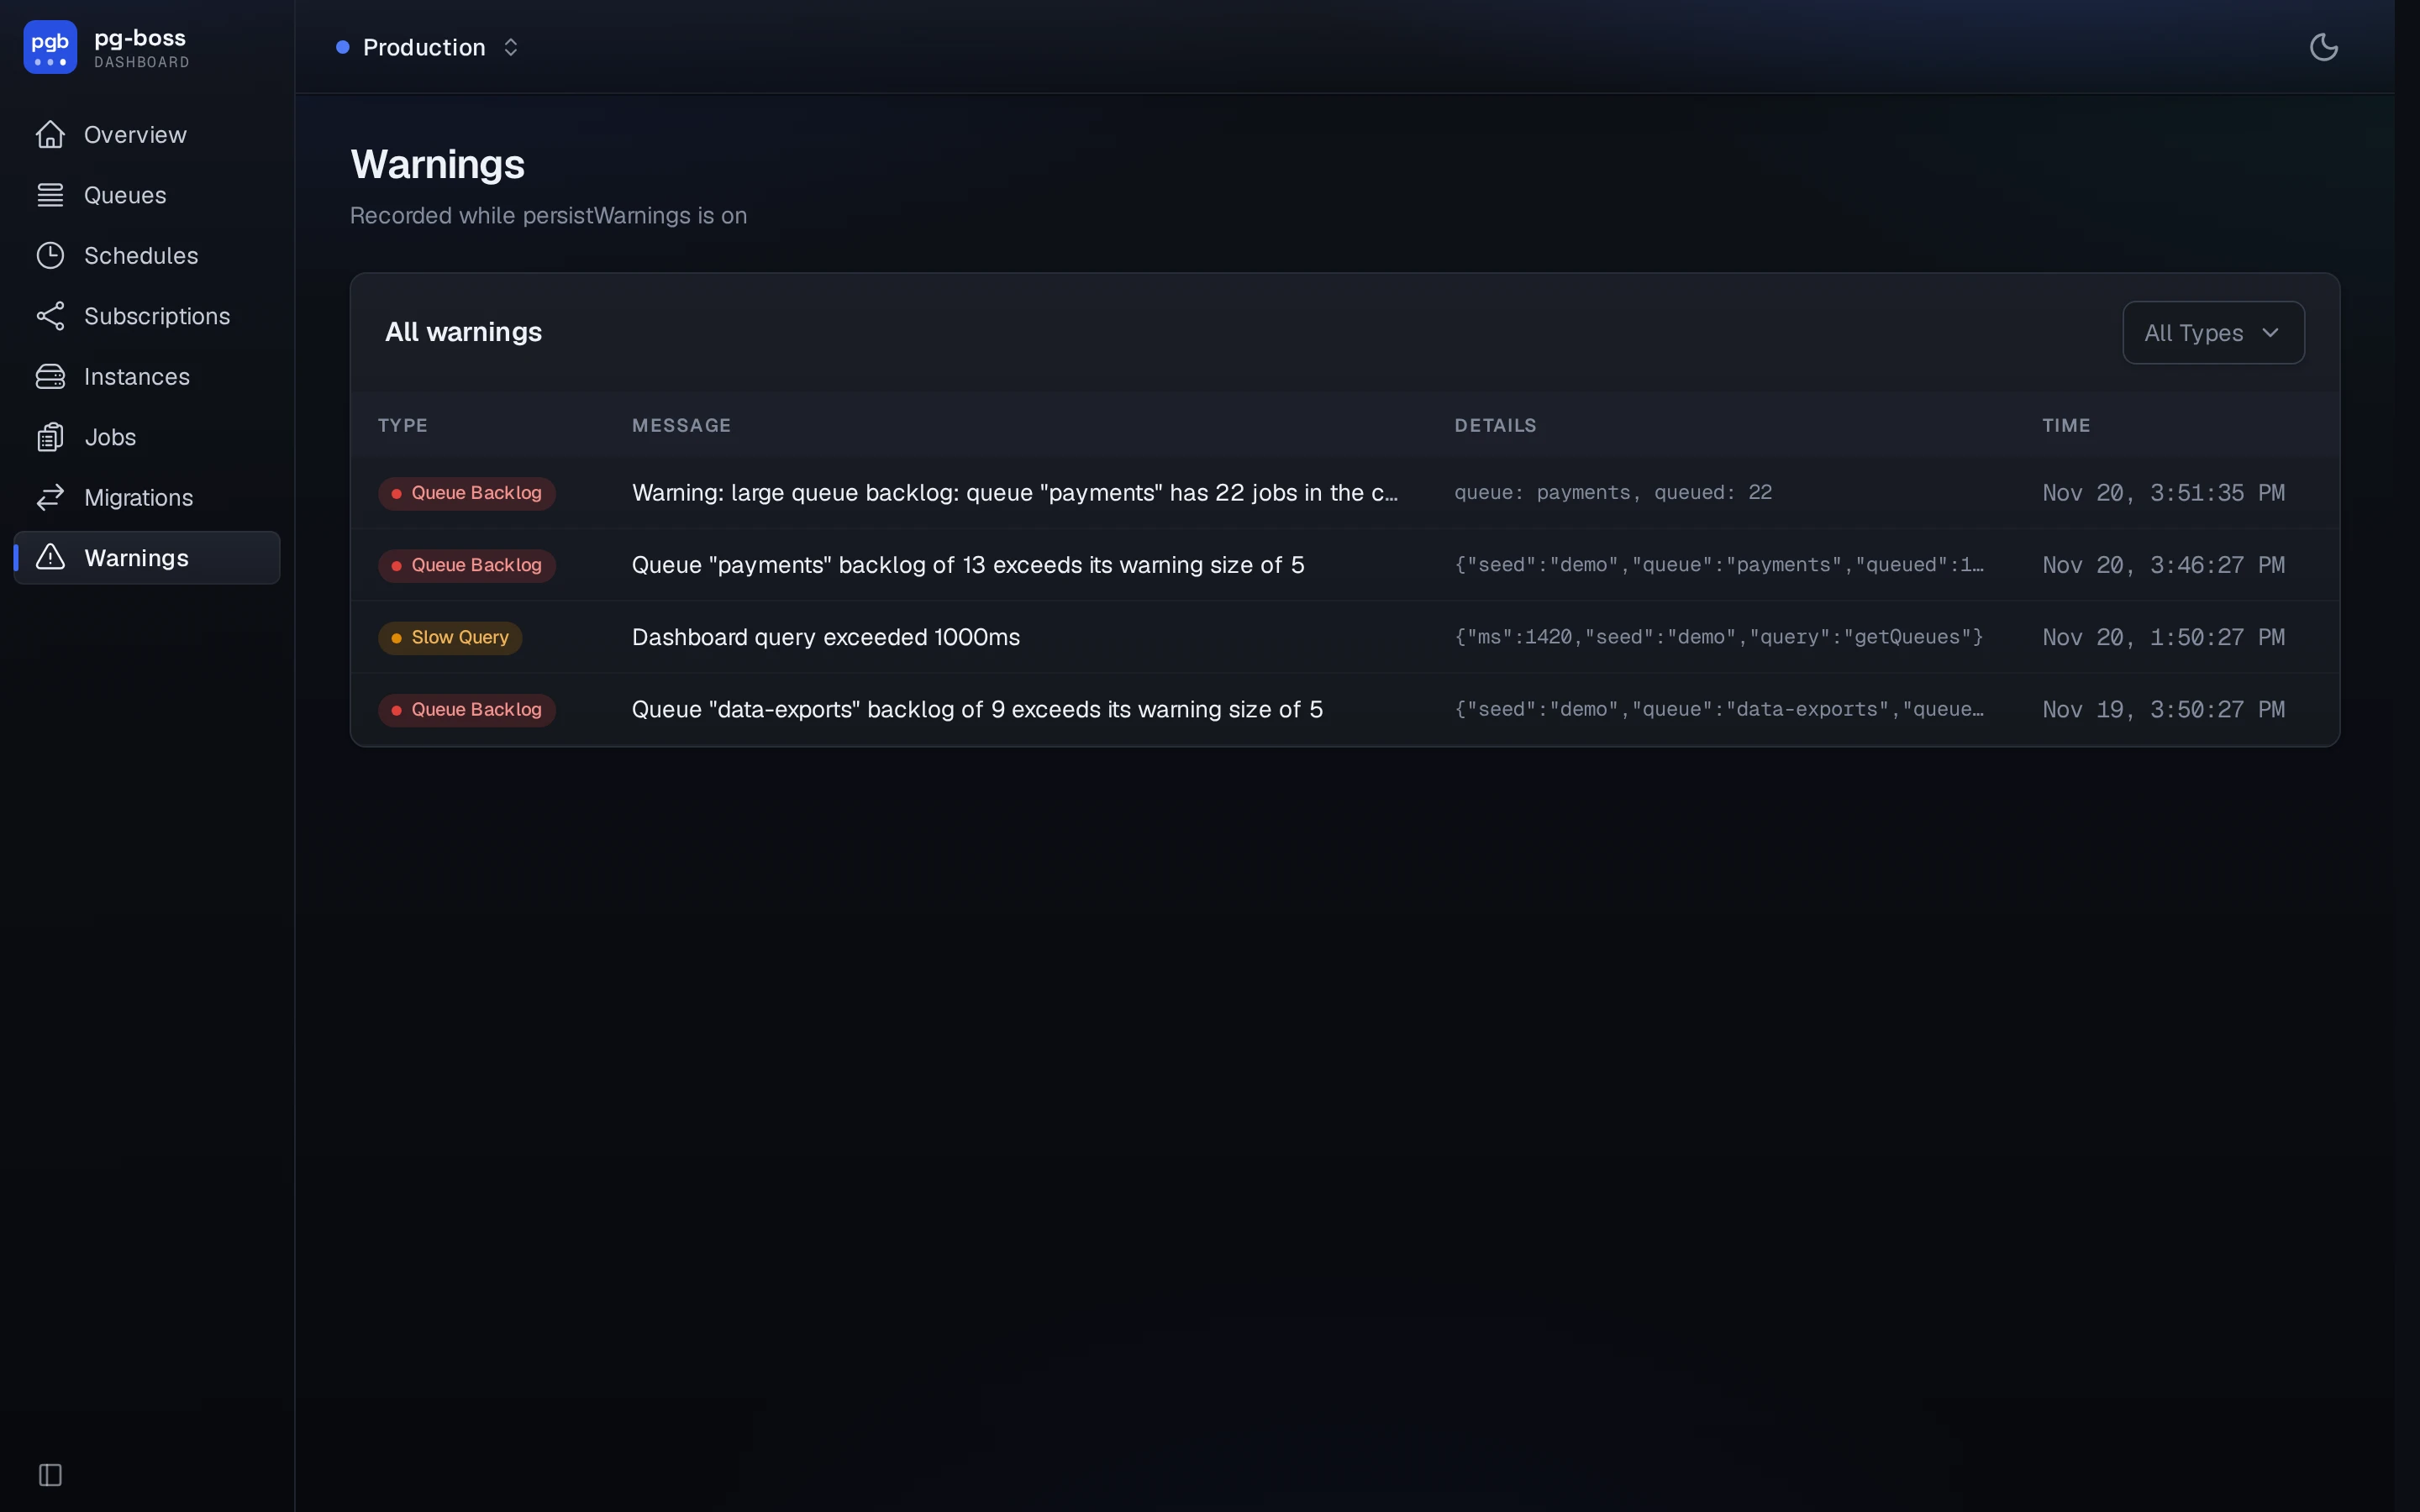 pgb
pg-boss
DASHBOARD
Production
Overview
Queues
Schedules
Subscriptions
Instances
Jobs
Migrations
Warnings
Warnings
Recorded while persistWarnings is on
All warnings
All Types
TYPE MESSAGE DETAILS TIME
Queue Backlog Warning: large queue backlog: queue "payments" has 22 jobs in the c... queue: payments, queued: 22 Nov 20, 3:51:35 PM
Queue Backlog Queue "payments" backlog of 13 exceeds its warning size of 5 {"seed":"demo","queue":"payments","queued":1... Nov 20, 3:46:27 PM
Slow Query Dashboard query exceeded 1000ms {"ms":1420,"seed":"demo","query":"getQueues"} Nov 20, 1:50:27 PM
Queue Backlog Queue "data-exports" backlog of 9 exceeds its warning size of 5 {"seed":"demo","queue":"data-exports","queue... Nov 19, 3:50:27 PM